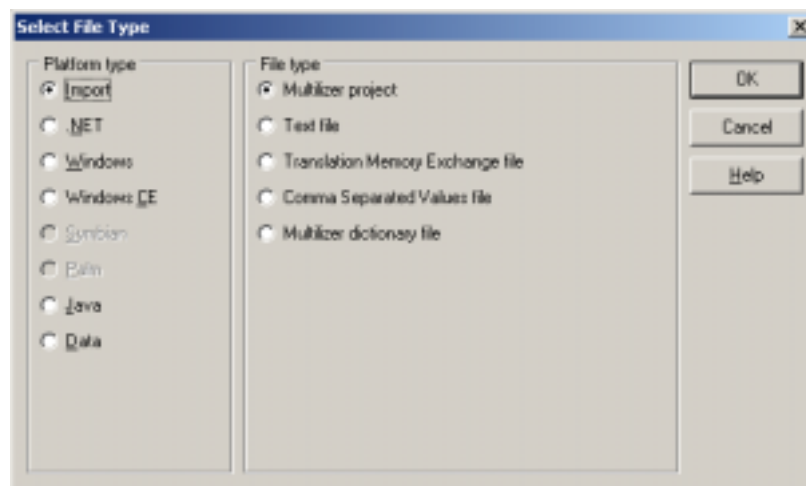 Select File Type
Platform type
Import
.NET
Windows
Windows CE
Symbian
Palm
Java
Data
File type
Multilizer project
Text file
Translation Memory Exchange file
Comma Separated Values file
Multilizer dictionary file
OK
Cancel
Help